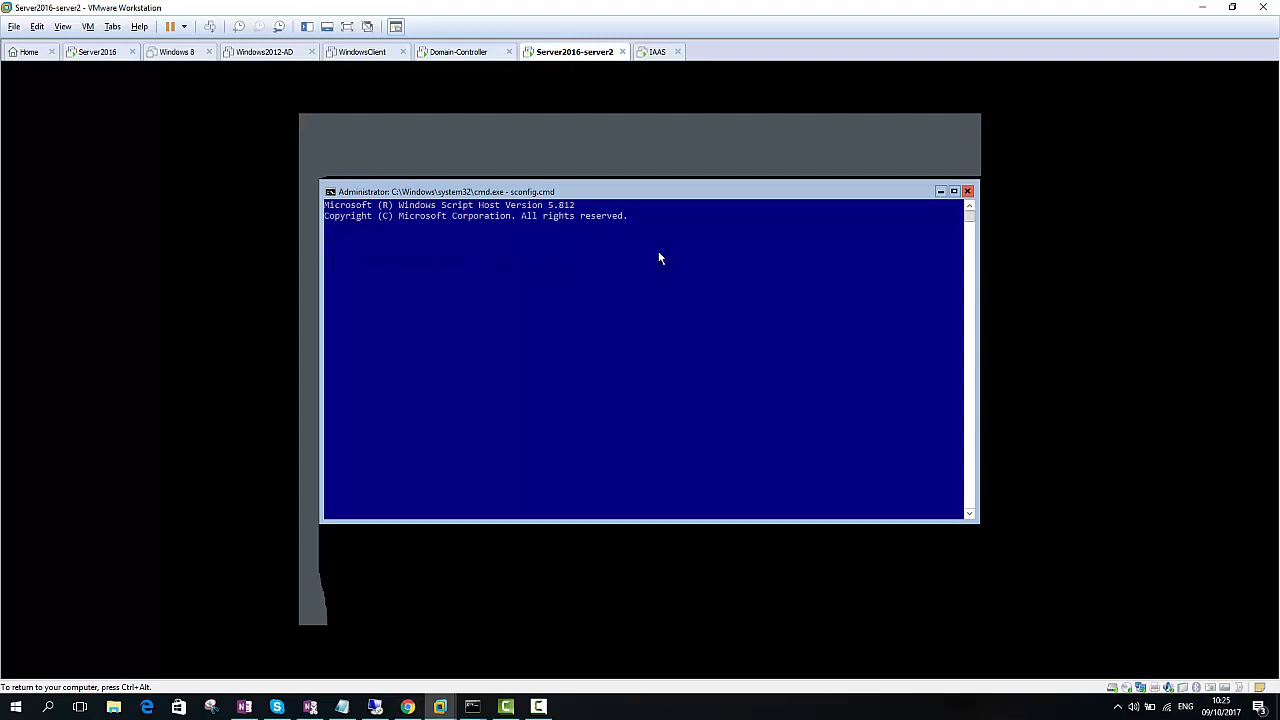 Server2016-server2 - VMware Workstation
File Edit View VM Tabs Help
Home Server2016 Windows 8 Windows2012-AD WindowsClient Domain-Controller Server2016-server2 IAAS
Administrator: C:\Windows\system32\cmd.exe - sconfig.cmd
Microsoft (R) Windows Script Host Version 5.812
Copyright (C) Microsoft Corporation. All rights reserved.
To return to your computer, press Ctrl+Alt.
ENG
10:25
09/10/2017